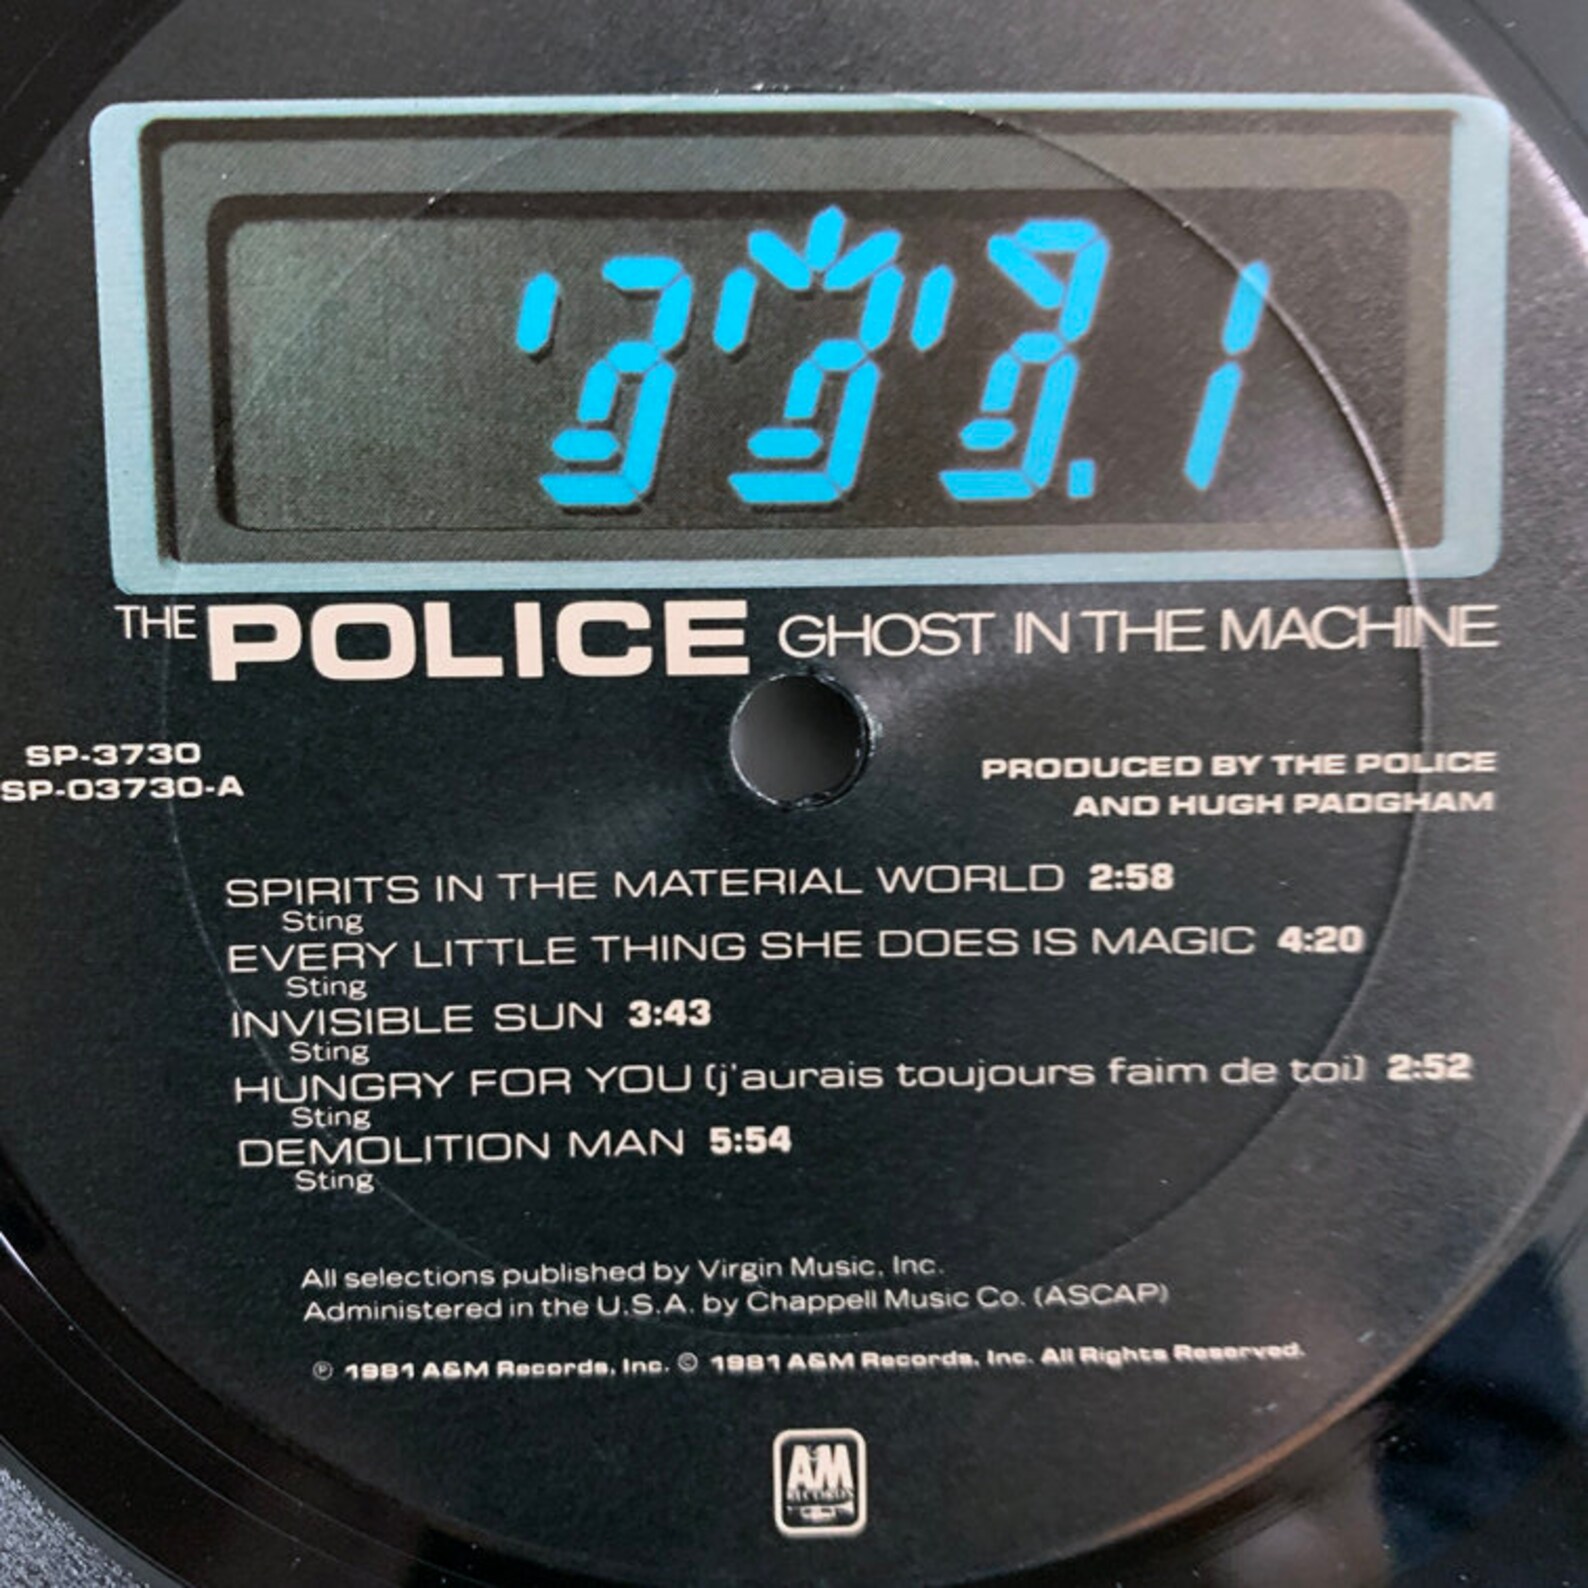 1
THE POLICE GHOST IN THE MACHINE
SP-3730
SP-03730-A
PRODUCED BY THE POLICE
AND HUGH PADGHAM
SPIRITS IN THE MATERIAL WORLD 2:58
Sting
EVERY LITTLE THING SHE DOES IS MAGIC 4:20
Sting
INVISIBLE SUN 3:43
Sting
HUNGRY FOR YOU (j'aurais toujours faim de toi) 2:52
Sting
DEMOLITION MAN 5:54
Sting
All selections published by Virgin Music, Inc.
Administered in the U.S.A. by Chappell Music Co. (ASCAP)
℗ 1981 A&M Records, Inc. © 1981 A&M Records, Inc. All Rights Reserved.
A&M
RECORDS